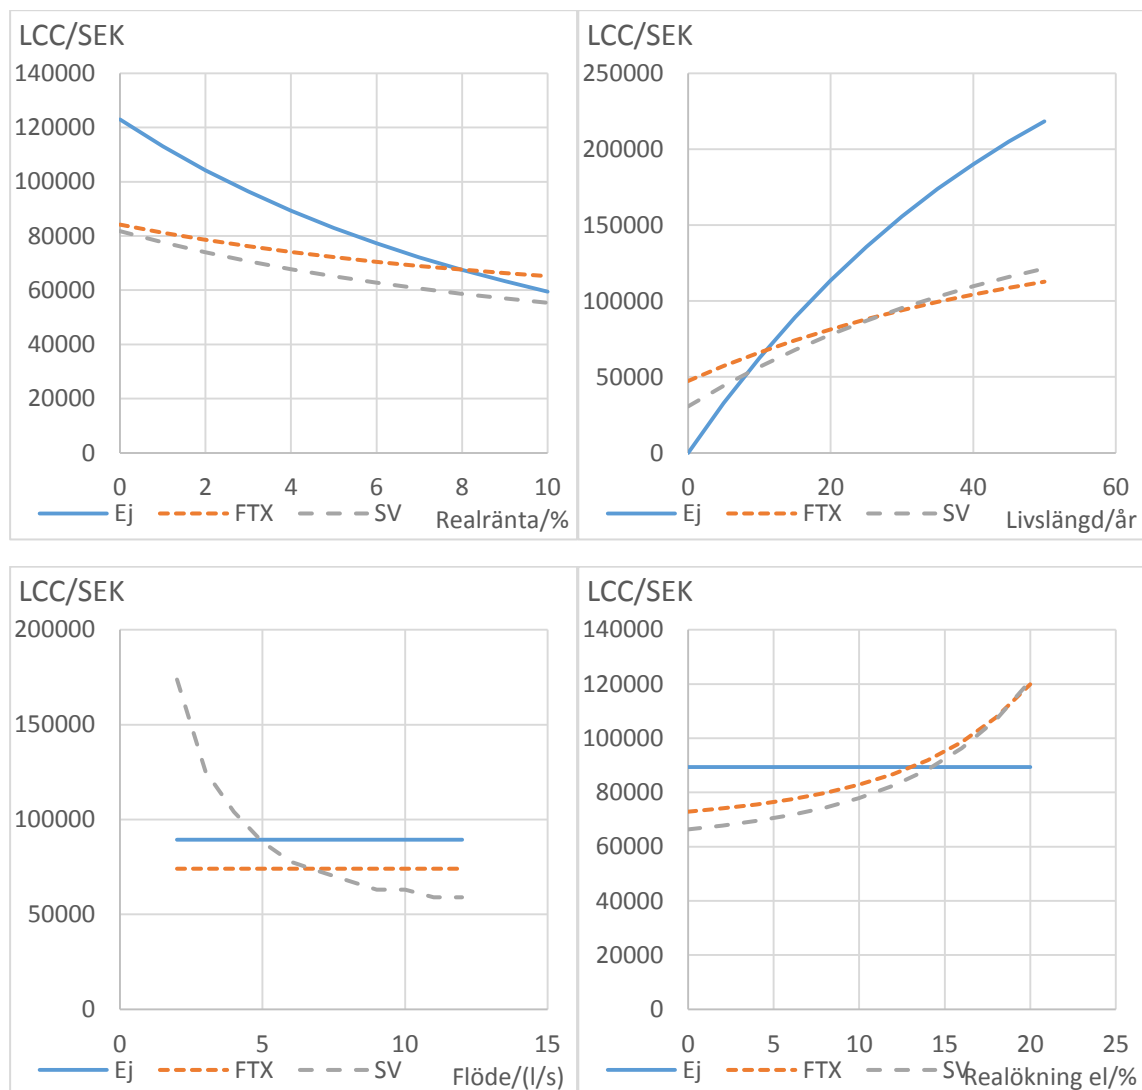 LCC/SEK
140000
120000
100000
80000
60000
40000
20000
0
0 2 4 6 8 10
Ej FTX SV Realränta/%
LCC/SEK
250000
200000
150000
100000
50000
0
0 20 40 60
Ej FTX SV Livslängd/år
LCC/SEK
200000
150000
100000
50000
0
0 5 10 15
Ej FTX SV Flöde/(l/s)
LCC/SEK
140000
120000
100000
80000
60000
40000
20000
0
0 5 10 15 20 25
Ej FTX SV Realökning el/%